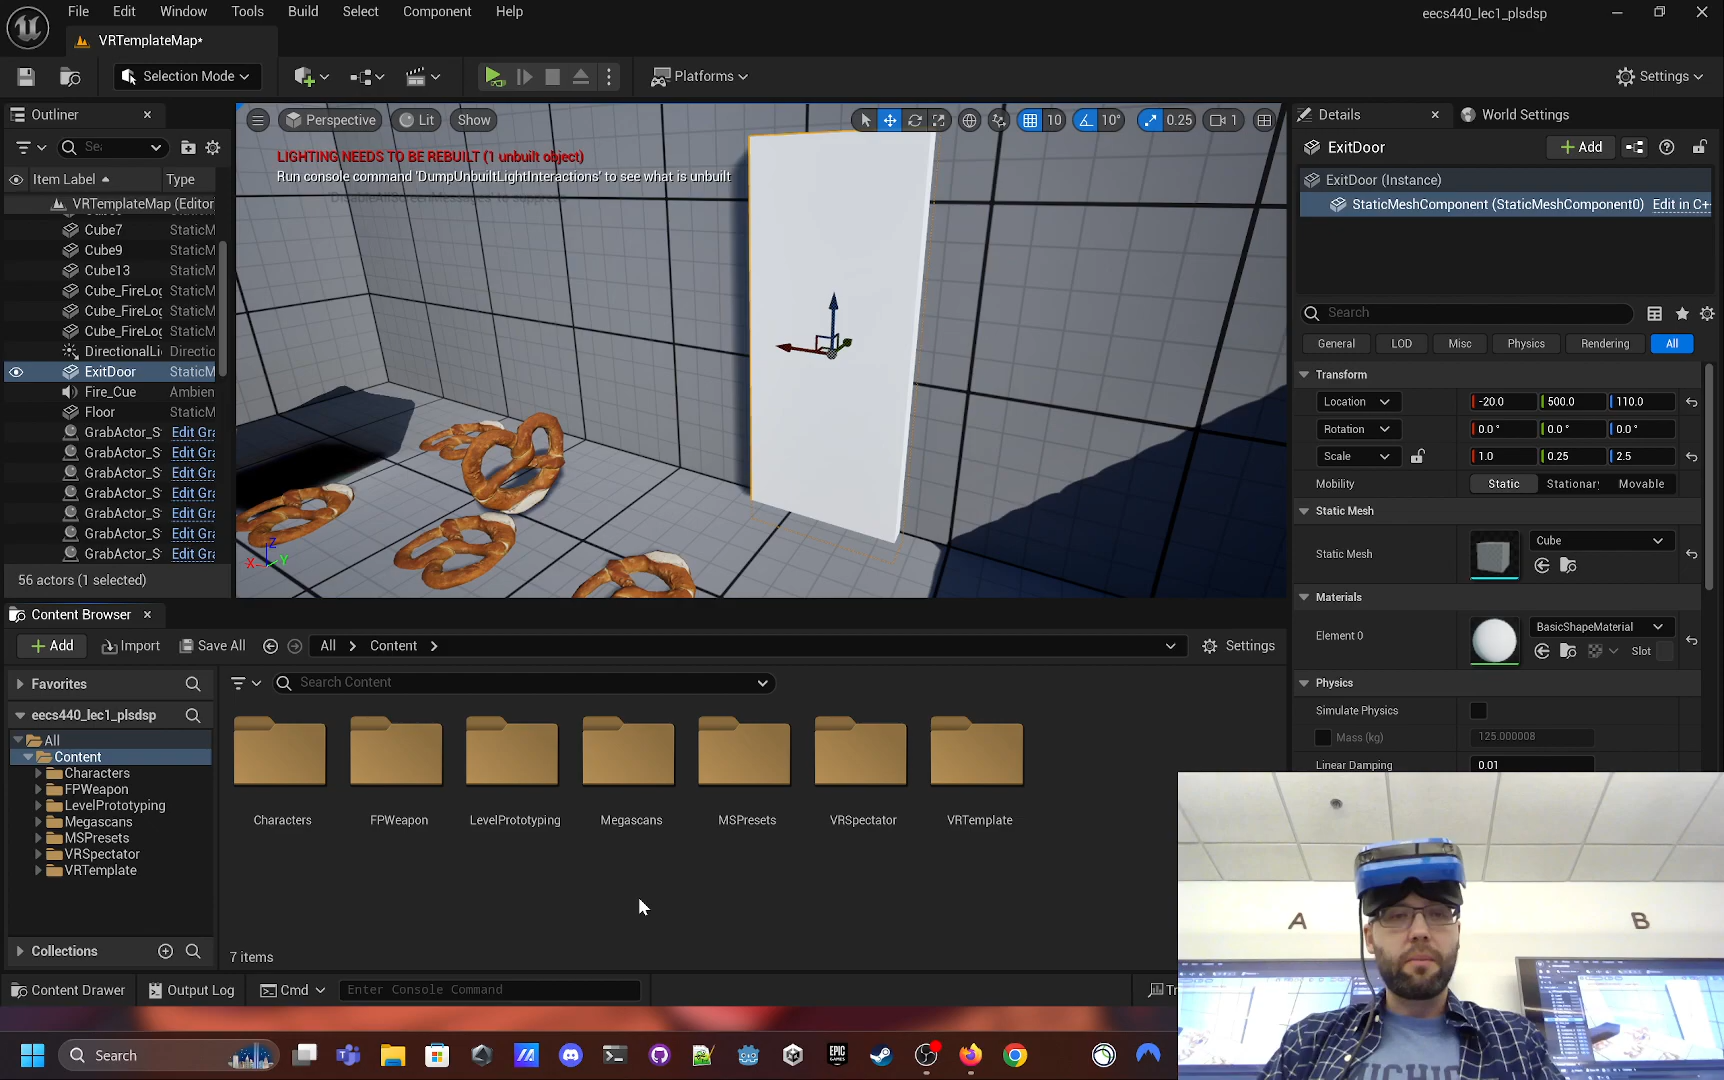 File Edit Window Tools Build Select Component Help
eecs440_lec1_plsdsp
VRTemplateMap*
Selection Mode
Platforms
Settings
Outliner
Item Label Type
VRTemplateMap (Editor
Cube7 StaticM
Cube9 StaticM
Cube13 StaticM
Cube_FireLog StaticM
Cube_FireLog StaticM
Cube_FireLog StaticM
DirectionalLi Directio
ExitDoor StaticM
Fire_Cue Ambien
Floor StaticM
GrabActor_S Edit Gra
GrabActor_S Edit Gra
GrabActor_S Edit Gra
GrabActor_S Edit Gra
GrabActor_S Edit Gra
GrabActor_S Edit Gra
GrabActor_S Edit Gra
56 actors (1 selected)
Perspective Lit Show
10 10° 0.25 1
LIGHTING NEEDS TO BE REBUILT (1 unbuilt object)
Run console command 'DumpUnbuiltLightInteractions' to see what is unbuilt
'DisableAllScreenMessages' to suppress
Z
X Y
Details World Settings
ExitDoor
Add
ExitDoor (Instance)
StaticMeshComponent (StaticMeshComponent0) Edit in C+
Search
General LOD Misc Physics Rendering All
Transform
Location -20.0 500.0 110.0
Rotation 0.0 ° 0.0 ° 0.0 °
Scale 1.0 0.25 2.5
Mobility Static Stationary Movable
Static Mesh
Static Mesh Cube
Materials
Element 0 BasicShapeMaterial
Slot
Physics
Simulate Physics
Mass (kg) 125.000008
Linear Damping 0.01
Content Browser
Add Import Save All All Content Settings
Favorites
Search Content
eecs440_lec1_plsdsp
All
Content
Characters
FPWeapon
LevelPrototyping
Megascans
MSPresets
VRSpectator
VRTemplate
Characters FPWeapon LevelPrototyping Megascans MSPresets VRSpectator VRTemplate
Collections
7 items
Content Drawer Output Log Cmd Enter Console Command
A B
Search
EPIC GAMES